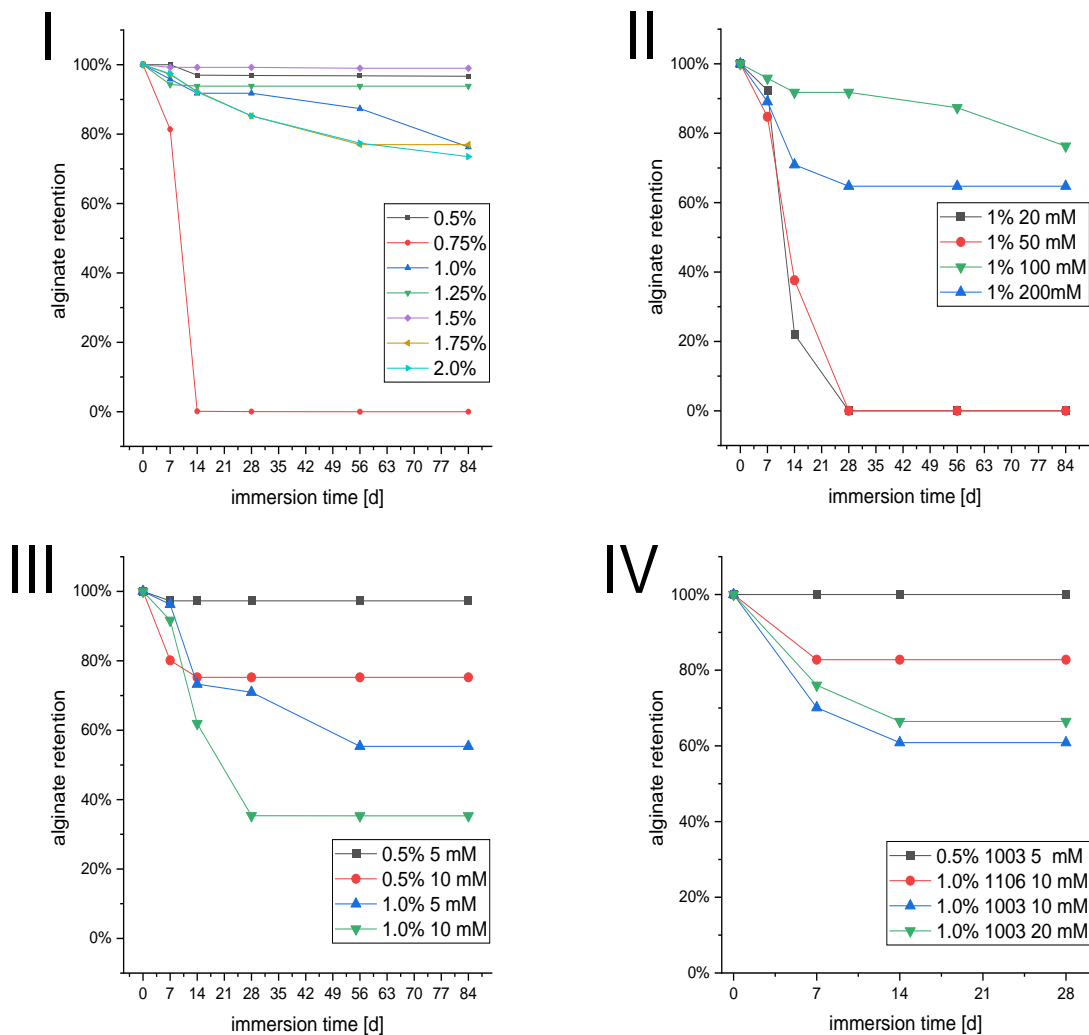 I
alginate retention
100%
80%
60%
40%
20%
0%
0 7 14 21 28 35 42 49 56 63 70 77 84
immersion time [d]
0.5%
0.75%
1.0%
1.25%
1.5%
1.75%
2.0%
II
alginate retention
100%
80%
60%
40%
20%
0%
0 7 14 21 28 35 42 49 56 63 70 77 84
immersion time [d]
1% 20 mM
1% 50 mM
1% 100 mM
1% 200mM
III
alginate retention
100%
80%
60%
40%
20%
0%
0 7 14 21 28 35 42 49 56 63 70 77 84
immersion time [d]
0.5% 5 mM
0.5% 10 mM
1.0% 5 mM
1.0% 10 mM
IV
alginate retention
100%
80%
60%
40%
20%
0%
0 7 14 21 28
immersion time [d]
0.5% 1003 5 mM
1.0% 1106 10 mM
1.0% 1003 10 mM
1.0% 1003 20 mM